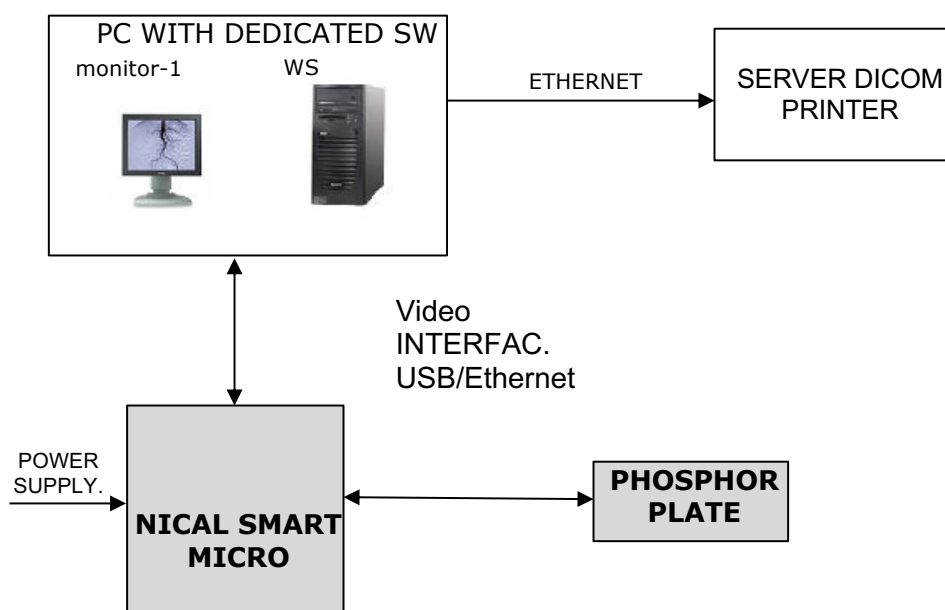 PC WITH DEDICATED SW
monitor-1
WS
ETHERNET
SERVER DICOM
PRINTER
Video
INTERFAC.
USB/Ethernet
POWER
SUPPLY.
NICAL SMART
MICRO
PHOSPHOR
PLATE